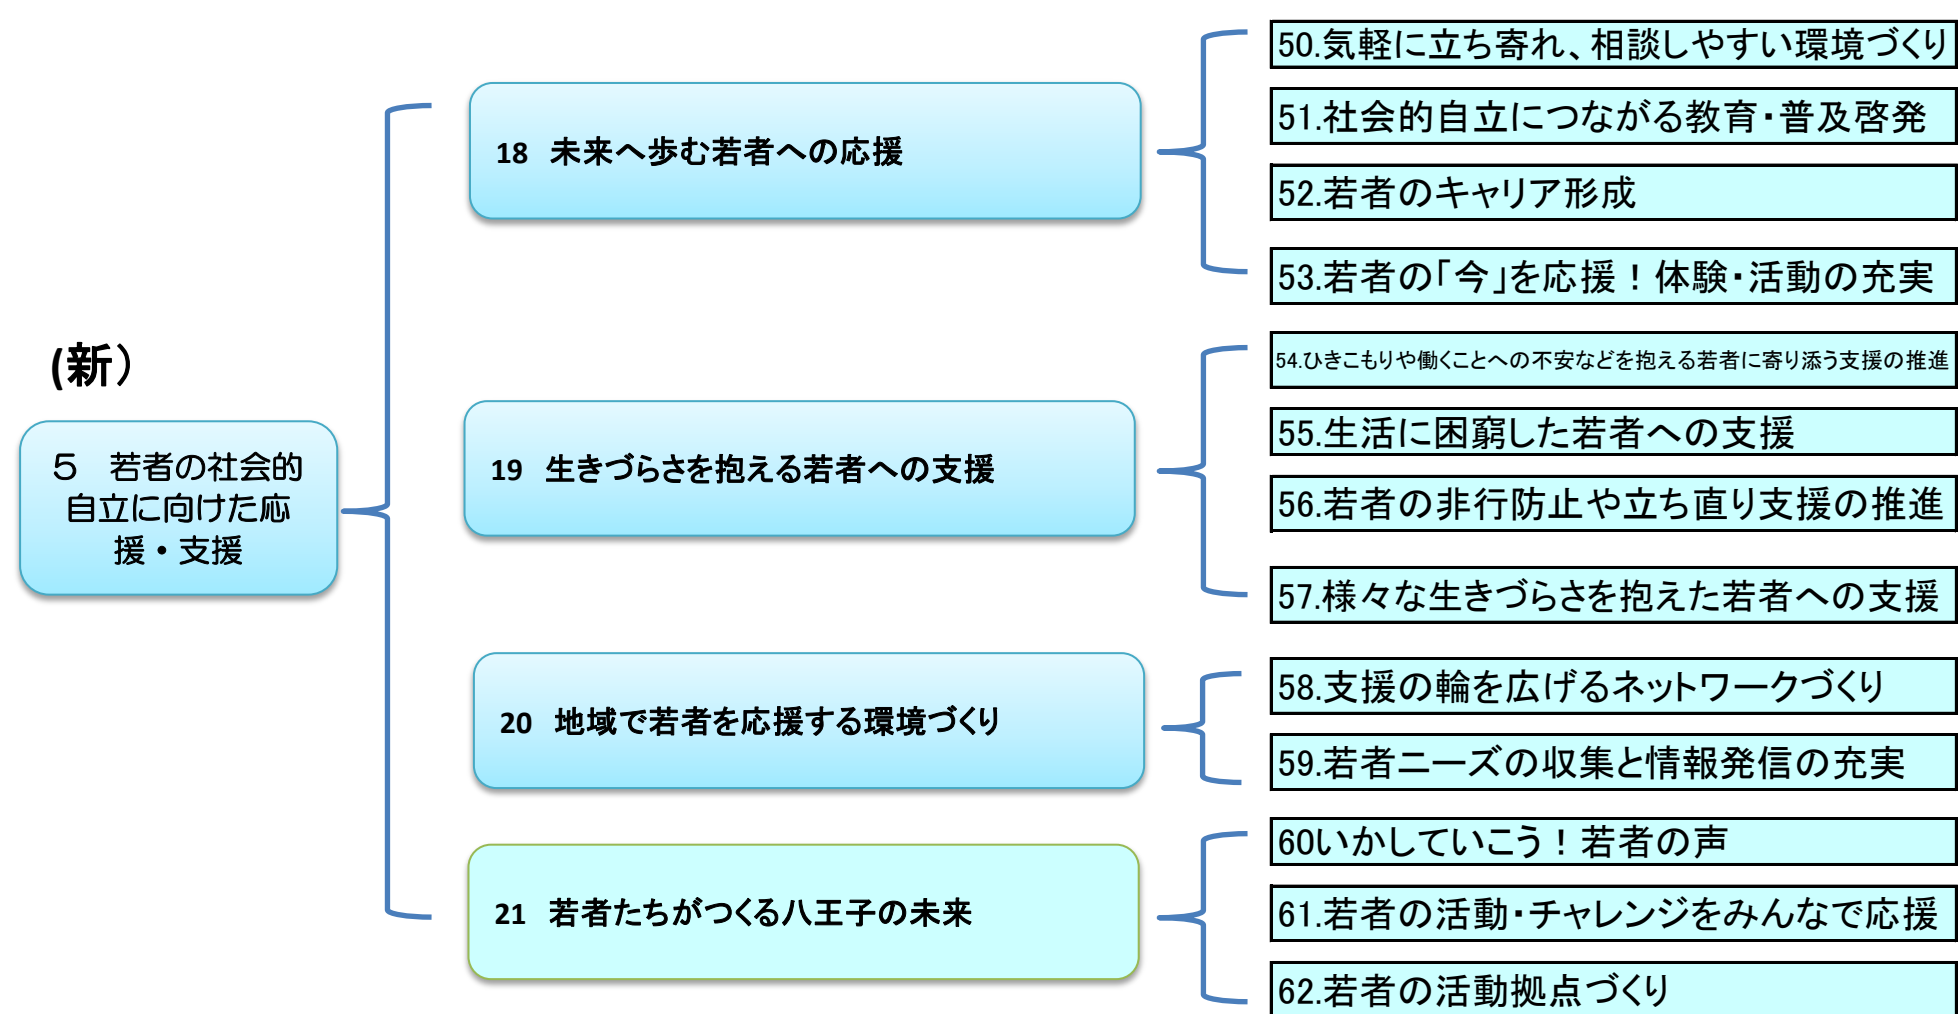 (新）
５　若者の社会的
自立に向けた応
援・支援
18　未来へ歩む若者への応援
50.気軽に立ち寄れ、相談しやすい環境づくり
51.社会的自立につながる教育・普及啓発
52.若者のキャリア形成
53.若者の「今」を応援！体験・活動の充実
19　生きづらさを抱える若者への支援
54.ひきこもりや働くことへの不安などを抱える若者に寄り添う支援の推進
55.生活に困窮した若者への支援
56.若者の非行防止や立ち直り支援の推進
57.様々な生きづらさを抱えた若者への支援
20　地域で若者を応援する環境づくり
58.支援の輪を広げるネットワークづくり
59.若者ニーズの収集と情報発信の充実
21　若者たちがつくる八王子の未来
60いかしていこう！若者の声
61.若者の活動・チャレンジをみんなで応援
62.若者の活動拠点づくり